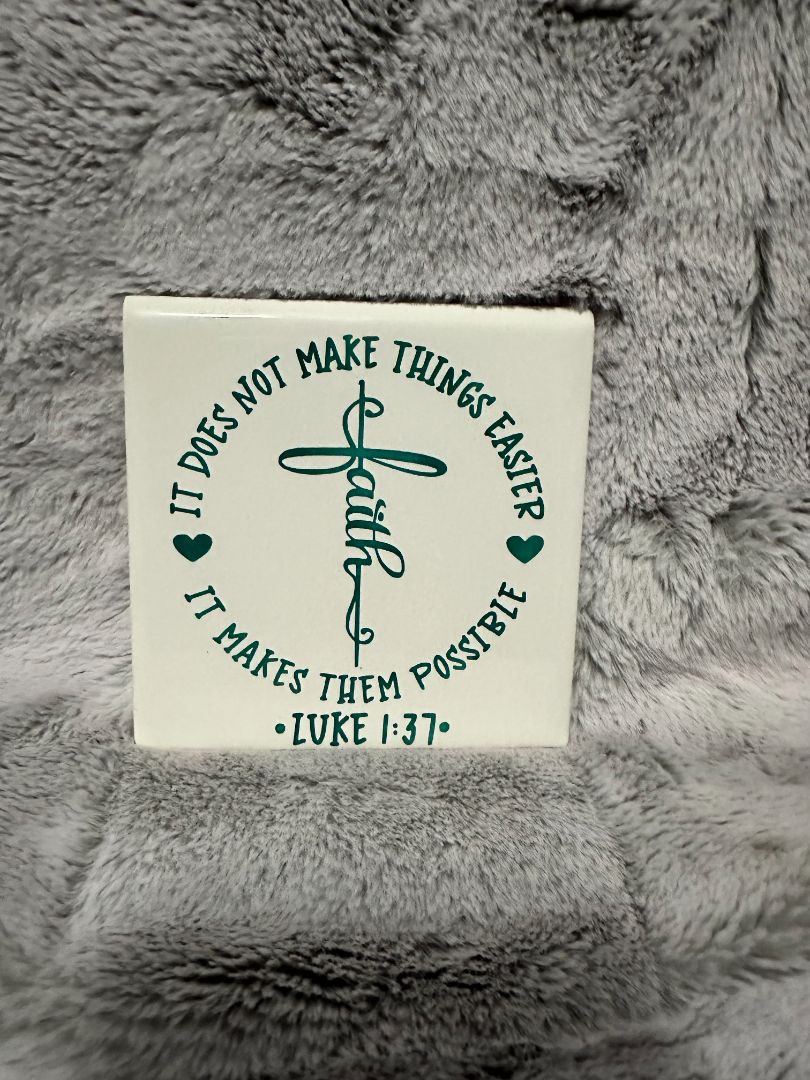 IT DOES NOT MAKE THINGS EASIER
faith
IT MAKES THEM POSSIBLE
•LUKE 1:37•